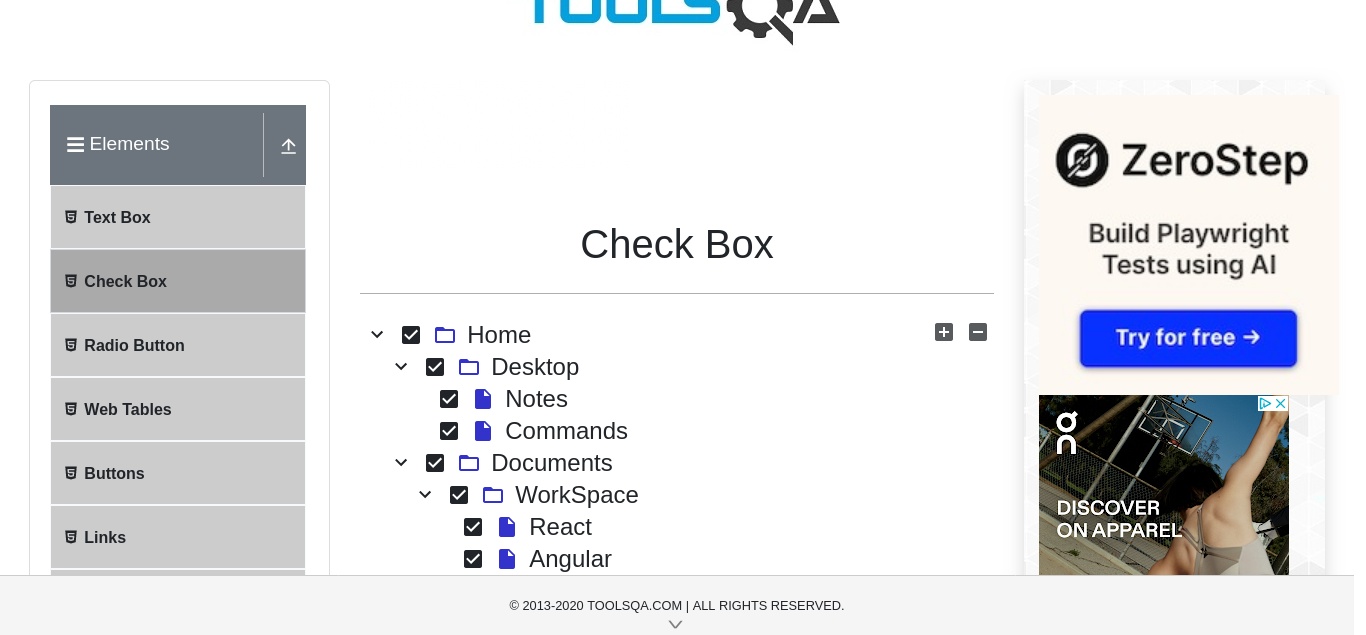 TOOLSQA
Elements
Text Box
Check Box
Radio Button
Web Tables
Buttons
Links
Check Box
Home
Desktop
Notes
Commands
Documents
WorkSpace
React
Angular
ZeroStep
Build Playwright
Tests using AI
Try for free →
DISCOVER
ON APPAREL
© 2013-2020 TOOLSQA.COM | ALL RIGHTS RESERVED.